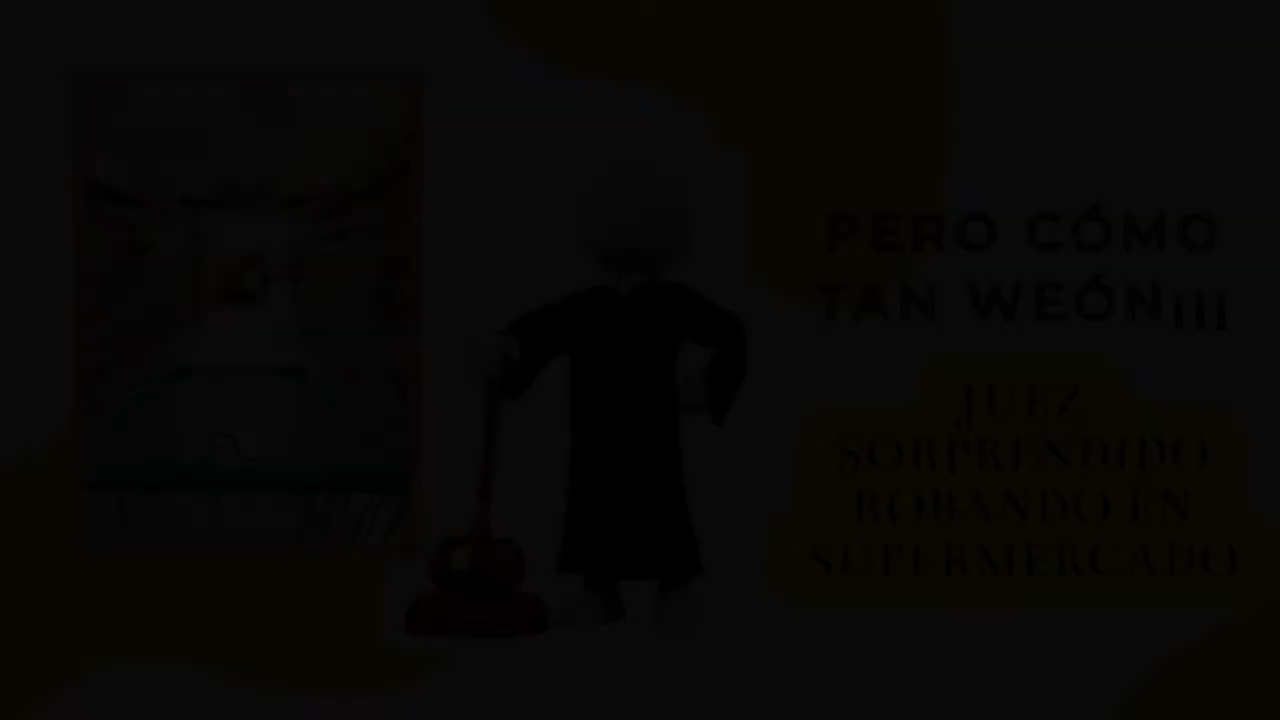 PERO CÓMO
TAN WEÓN¡¡¡
JUEZ
SORPRENDIDO
ROBANDO EN
SUPERMERCADO